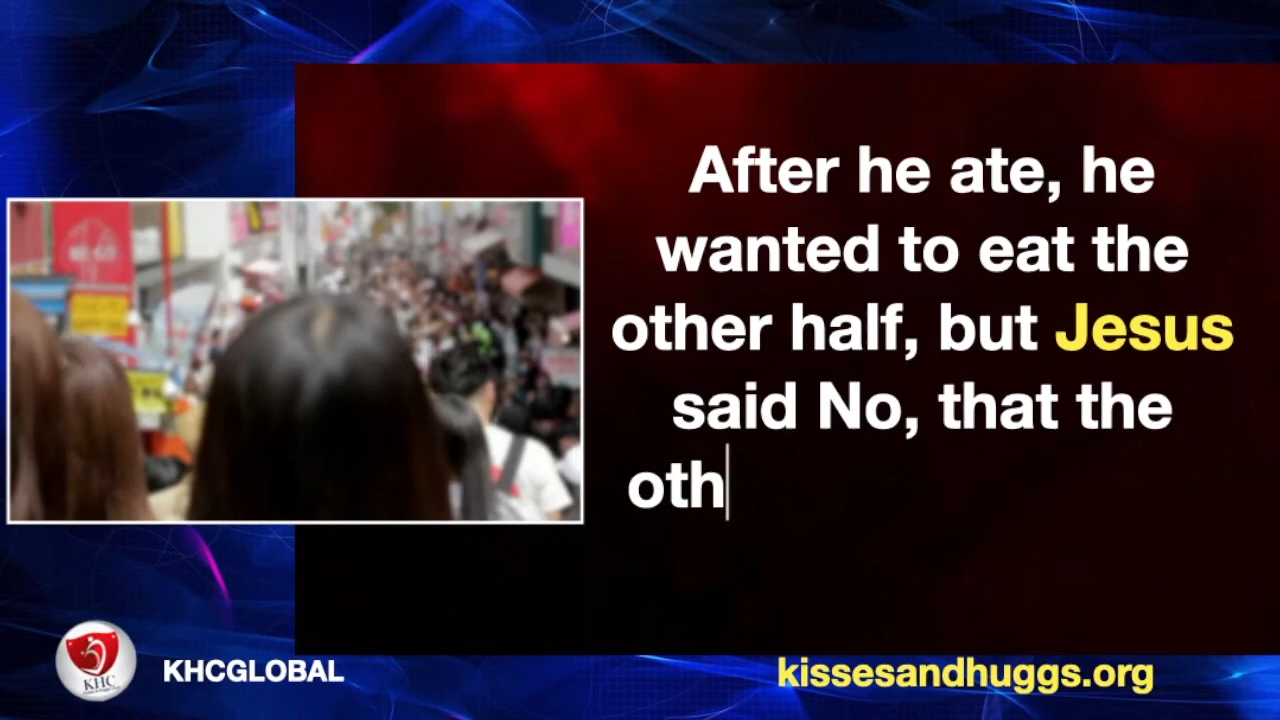 After he ate, he
wanted to eat the
other half, but Jesus
said No, that the
oth
KHC
KHCGLOBAL
kissesandhuggs.org